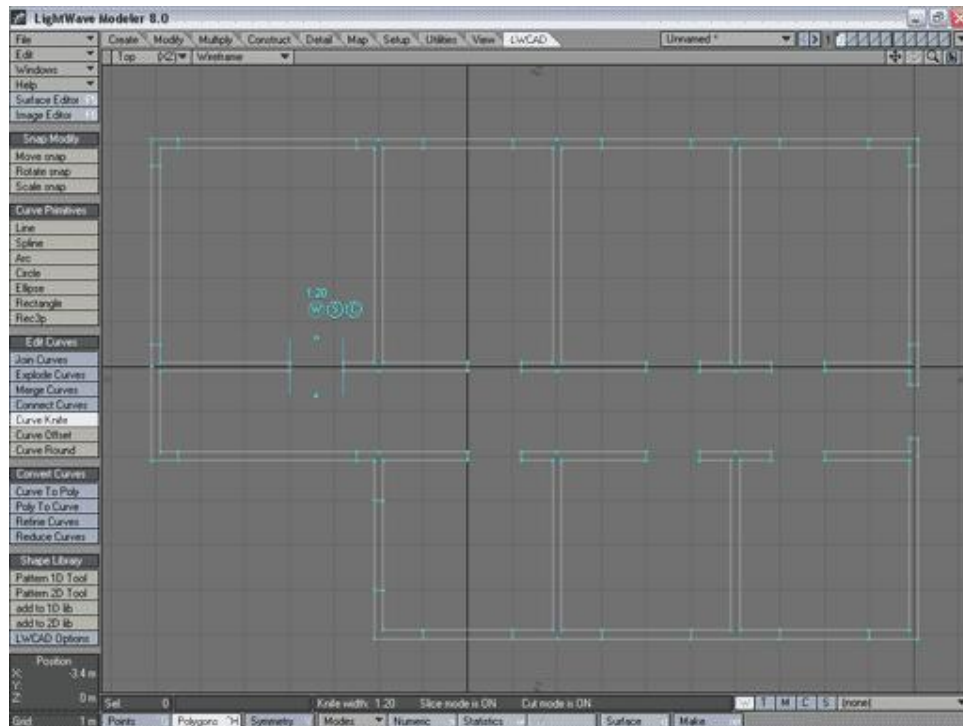 LightWave Modeler 8.0
File Create Modify Multiply Construct Detail Map Setup Utilities View LWCAD Unnamed * 1
Edit Top (XZ) Wireframe
Windows
Help
Surface Editor
Image Editor
Snap Modify
Move snap
Rotate snap
Scale snap
Curve Primitives
Line
Spline
Arc
Circle
Ellipse
Rectangle
Rec3p
1.20
W S C
Edit Curves
Join Curves
Explode Curves
Merge Curves
Connect Curves
Curve Knife
Curve Offset
Curve Round
Convert Curves
Curve To Poly
Poly To Curve
Refine Curves
Reduce Curves
Shape Library
Pattern 1D Tool
Pattern 2D Tool
add to 1D lib
add to 2D lib
LWCAD Options
Position
X: -3.4 m
Y:
Z: 0 m
Sel: 0 Knife width: 1.20 Slice mode is ON Cut mode is ON W T M C S (none)
Grid: 1 m Points Polygons ^H Symmetry Modes Numeric Statistics Surface Make